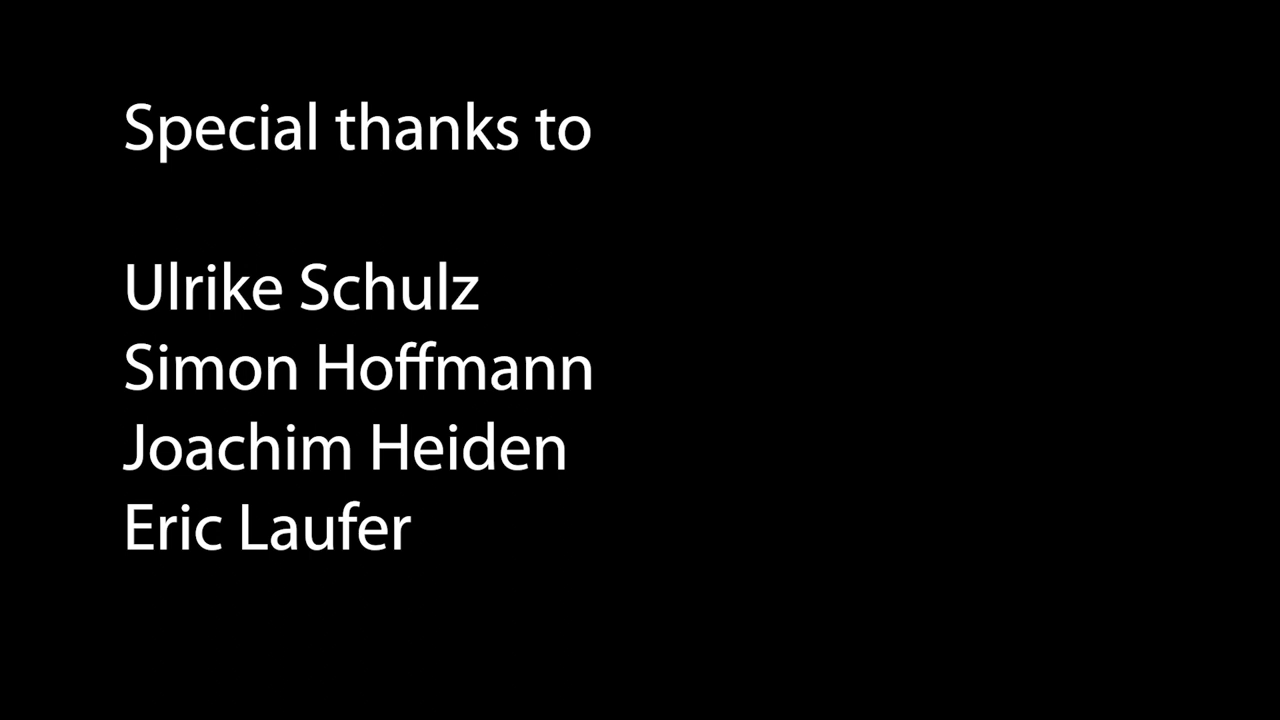 Special thanks to
Ulrike Schulz
Simon Hoffmann
Joachim Heiden
Eric Laufer